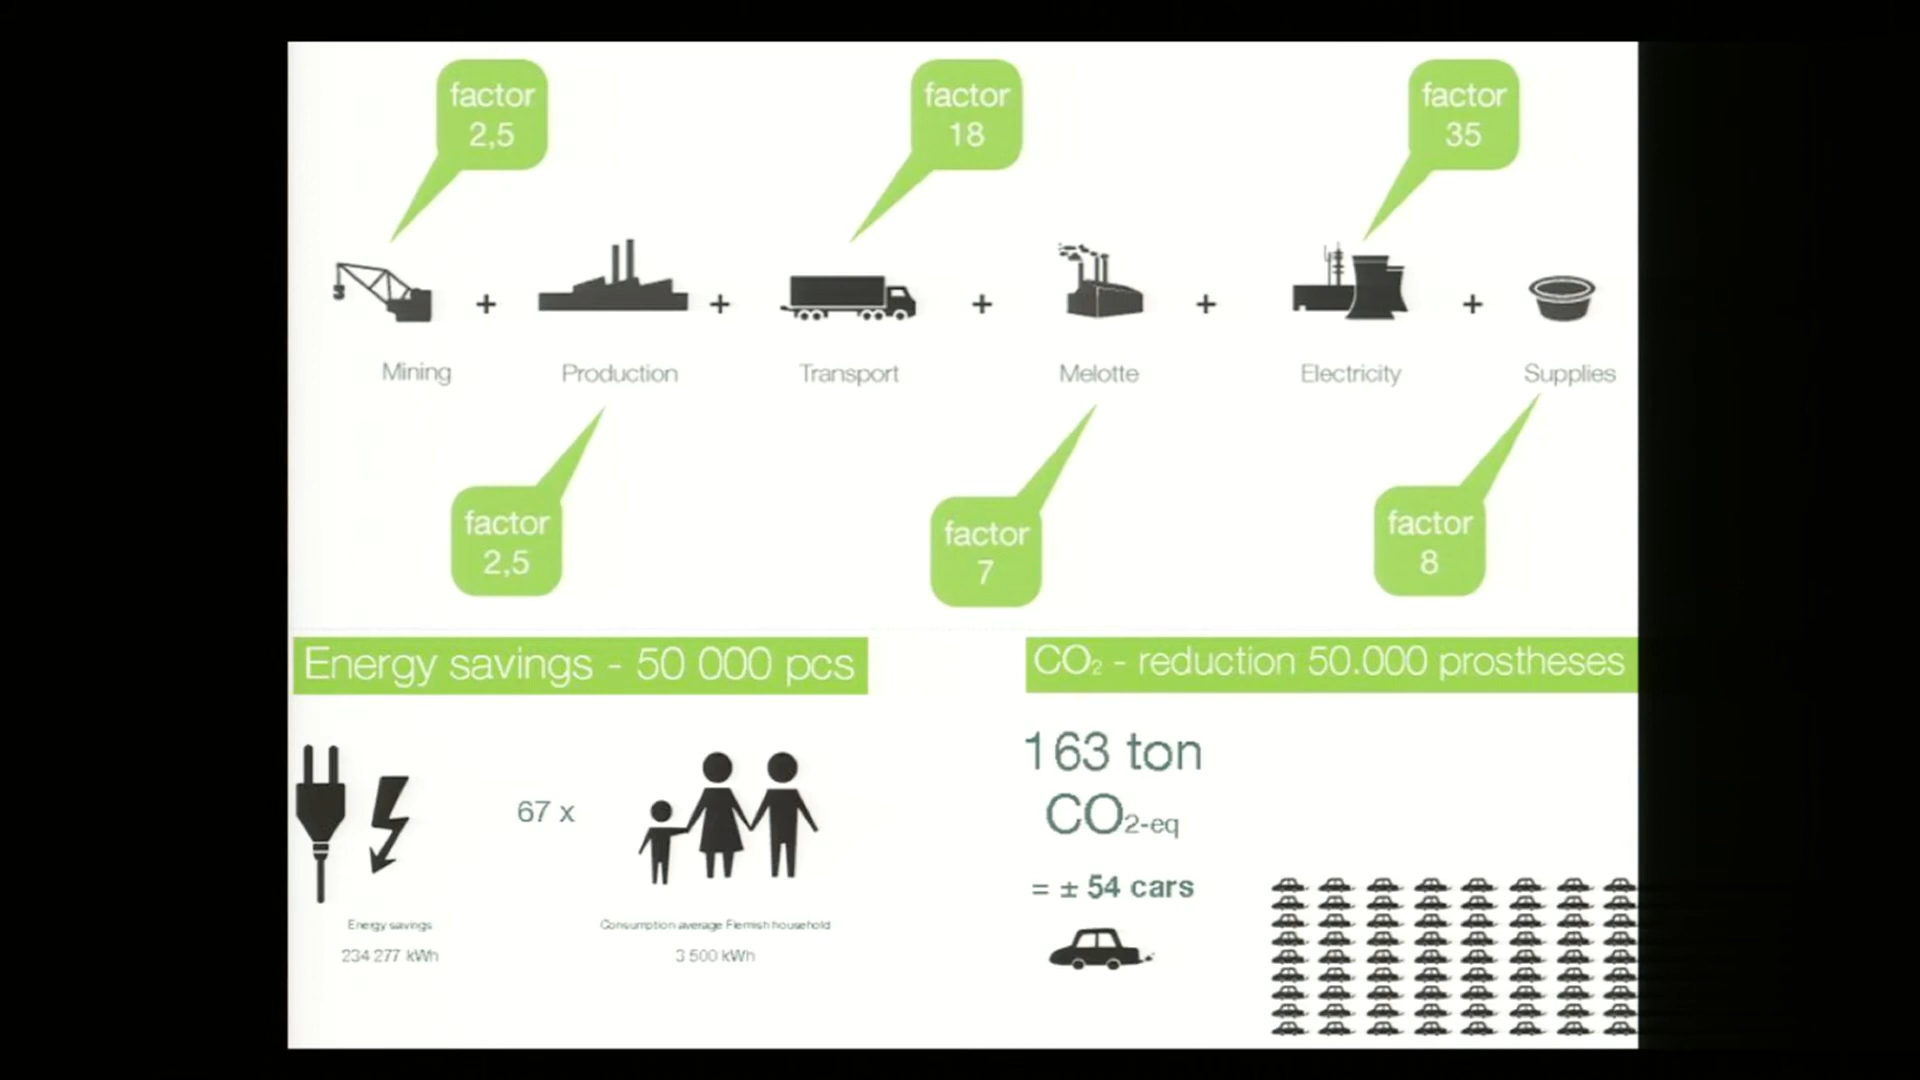 factor
2,5
factor
18
factor
35
+
+
+
+
+
Mining
Production
Transport
Melotte
Electricity
Supplies
factor
2,5
factor
7
factor
8
Energy savings - 50 000 pcs
CO2 - reduction 50.000 prostheses
163 ton
CO2-eq
67 x
= ± 54 cars
Energy savings
Consumption average Flemish household
234 277 kWh
3 500 kWh